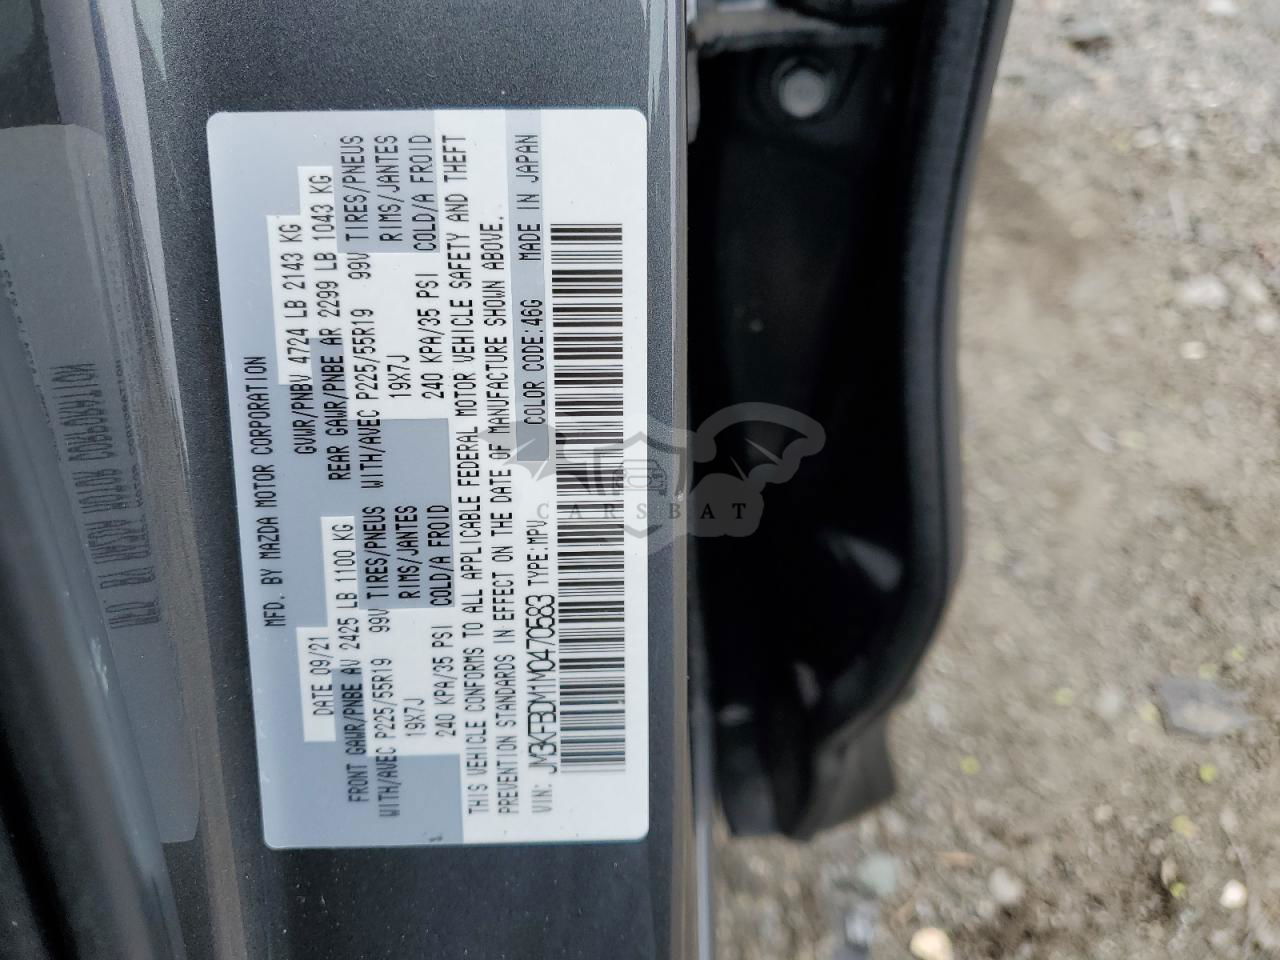 MFD. BY MAZDA MOTOR CORPORATION
DATE 09/21 GVWR/PNBV 4724 LB 2143 KG
FRONT GAWR/PNBE AV 2425 LB 1100 KG REAR GAWR/PNBE AR 2299 LB 1043 KG
WITH/AVEC P225/55R19 99V TIRES/PNEUS WITH/AVEC P225/55R19 99V TIRES/PNEUS
19X7J RIMS/JANTES 19X7J RIMS/JANTES
240 KPA/35 PSI COLD/A FROID 240 KPA/35 PSI COLD/A FROID
THIS VEHICLE CONFORMS TO ALL APPLICABLE FEDERAL MOTOR VEHICLE SAFETY AND THEFT
PREVENTION STANDARDS IN EFFECT ON THE DATE OF MANUFACTURE SHOWN ABOVE.
VIN: JM3KFBDM1M0470583 TYPE:MPV COLOR CODE:46G MADE IN JAPAN
CARSBAT